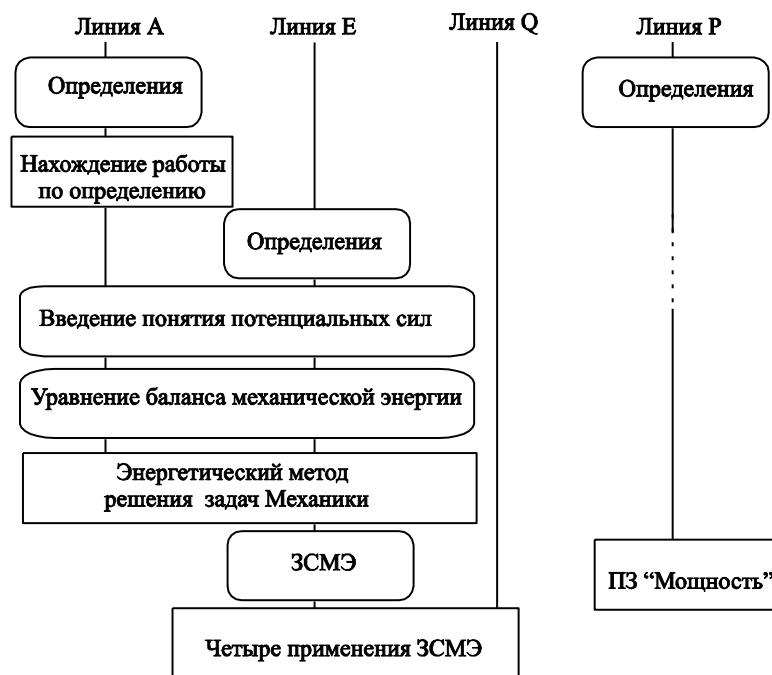 Линия A
Линия E
Линия Q
Линия P
Определения
Определения
Нахождение работы
по определению
Определения
Введение понятия потенциальных сил
Уравнение баланса механической энергии
Энергетический метод
решения задач Механики
ЗСМЭ
ПЗ “Мощность”
Четыре применения ЗСМЭ